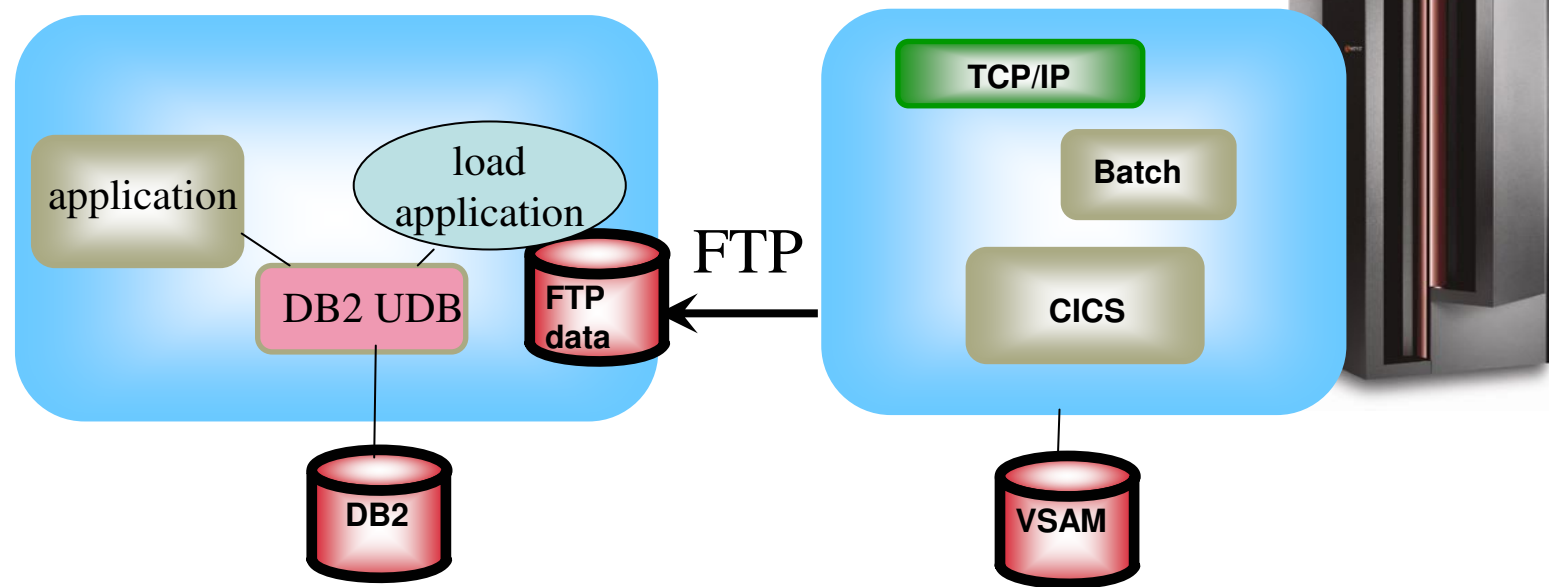 application
load
application
DB2 UDB
FTP
data
DB2
FTP
TCP/IP
Batch
CICS
VSAM